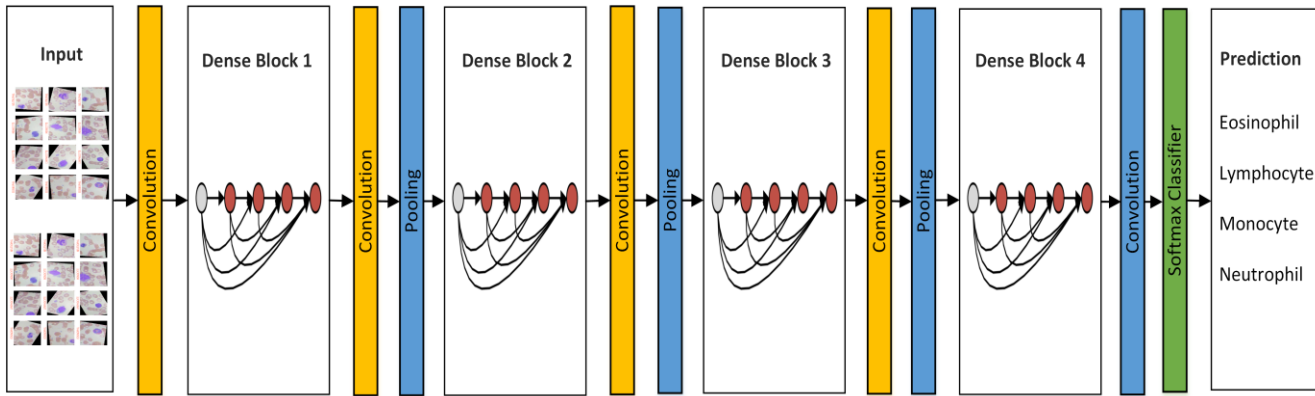 Input
Convolution
Dense Block 1
Convolution
Pooling
Dense Block 2
Convolution
Pooling
Dense Block 3
Convolution
Pooling
Dense Block 4
Convolution
Softmax Classifier
Prediction
Eosinophil
Lymphocyte
Monocyte
Neutrophil